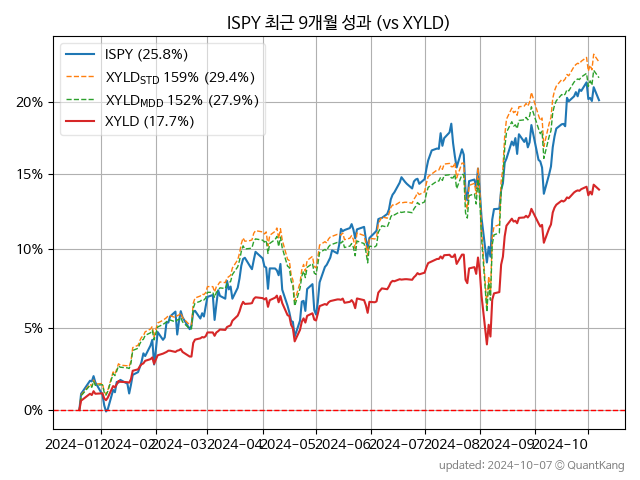 ISPY 최근 9개월 성과 (vs XYLD)
ISPY (25.8%)
XYLD_STD 159% (29.4%)
XYLD_MDD 152% (27.9%)
XYLD (17.7%)
20%
15%
10%
5%
0%
2024-01 2024-02 2024-03 2024-04 2024-05 2024-06 2024-07 2024-08 2024-09 2024-10
updated: 2024-10-07 © QuantKang